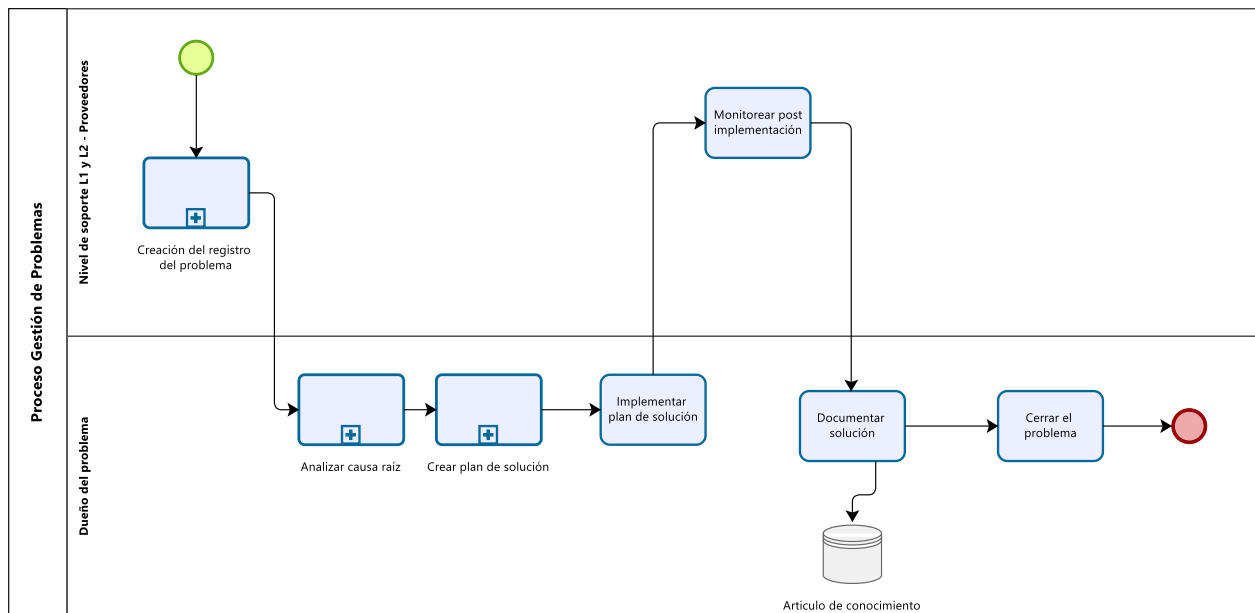 Proceso Gestión de Problemas
Nivel de soporte L1 y L2 - Proveedores
Creación del registro
del problema
Monitorear post
implementación
Dueño del problema
Analizar causa raíz
Crear plan de solución
Implementar
plan de solución
Documentar
solución
Cerrar el
problema
Articulo de conocimiento